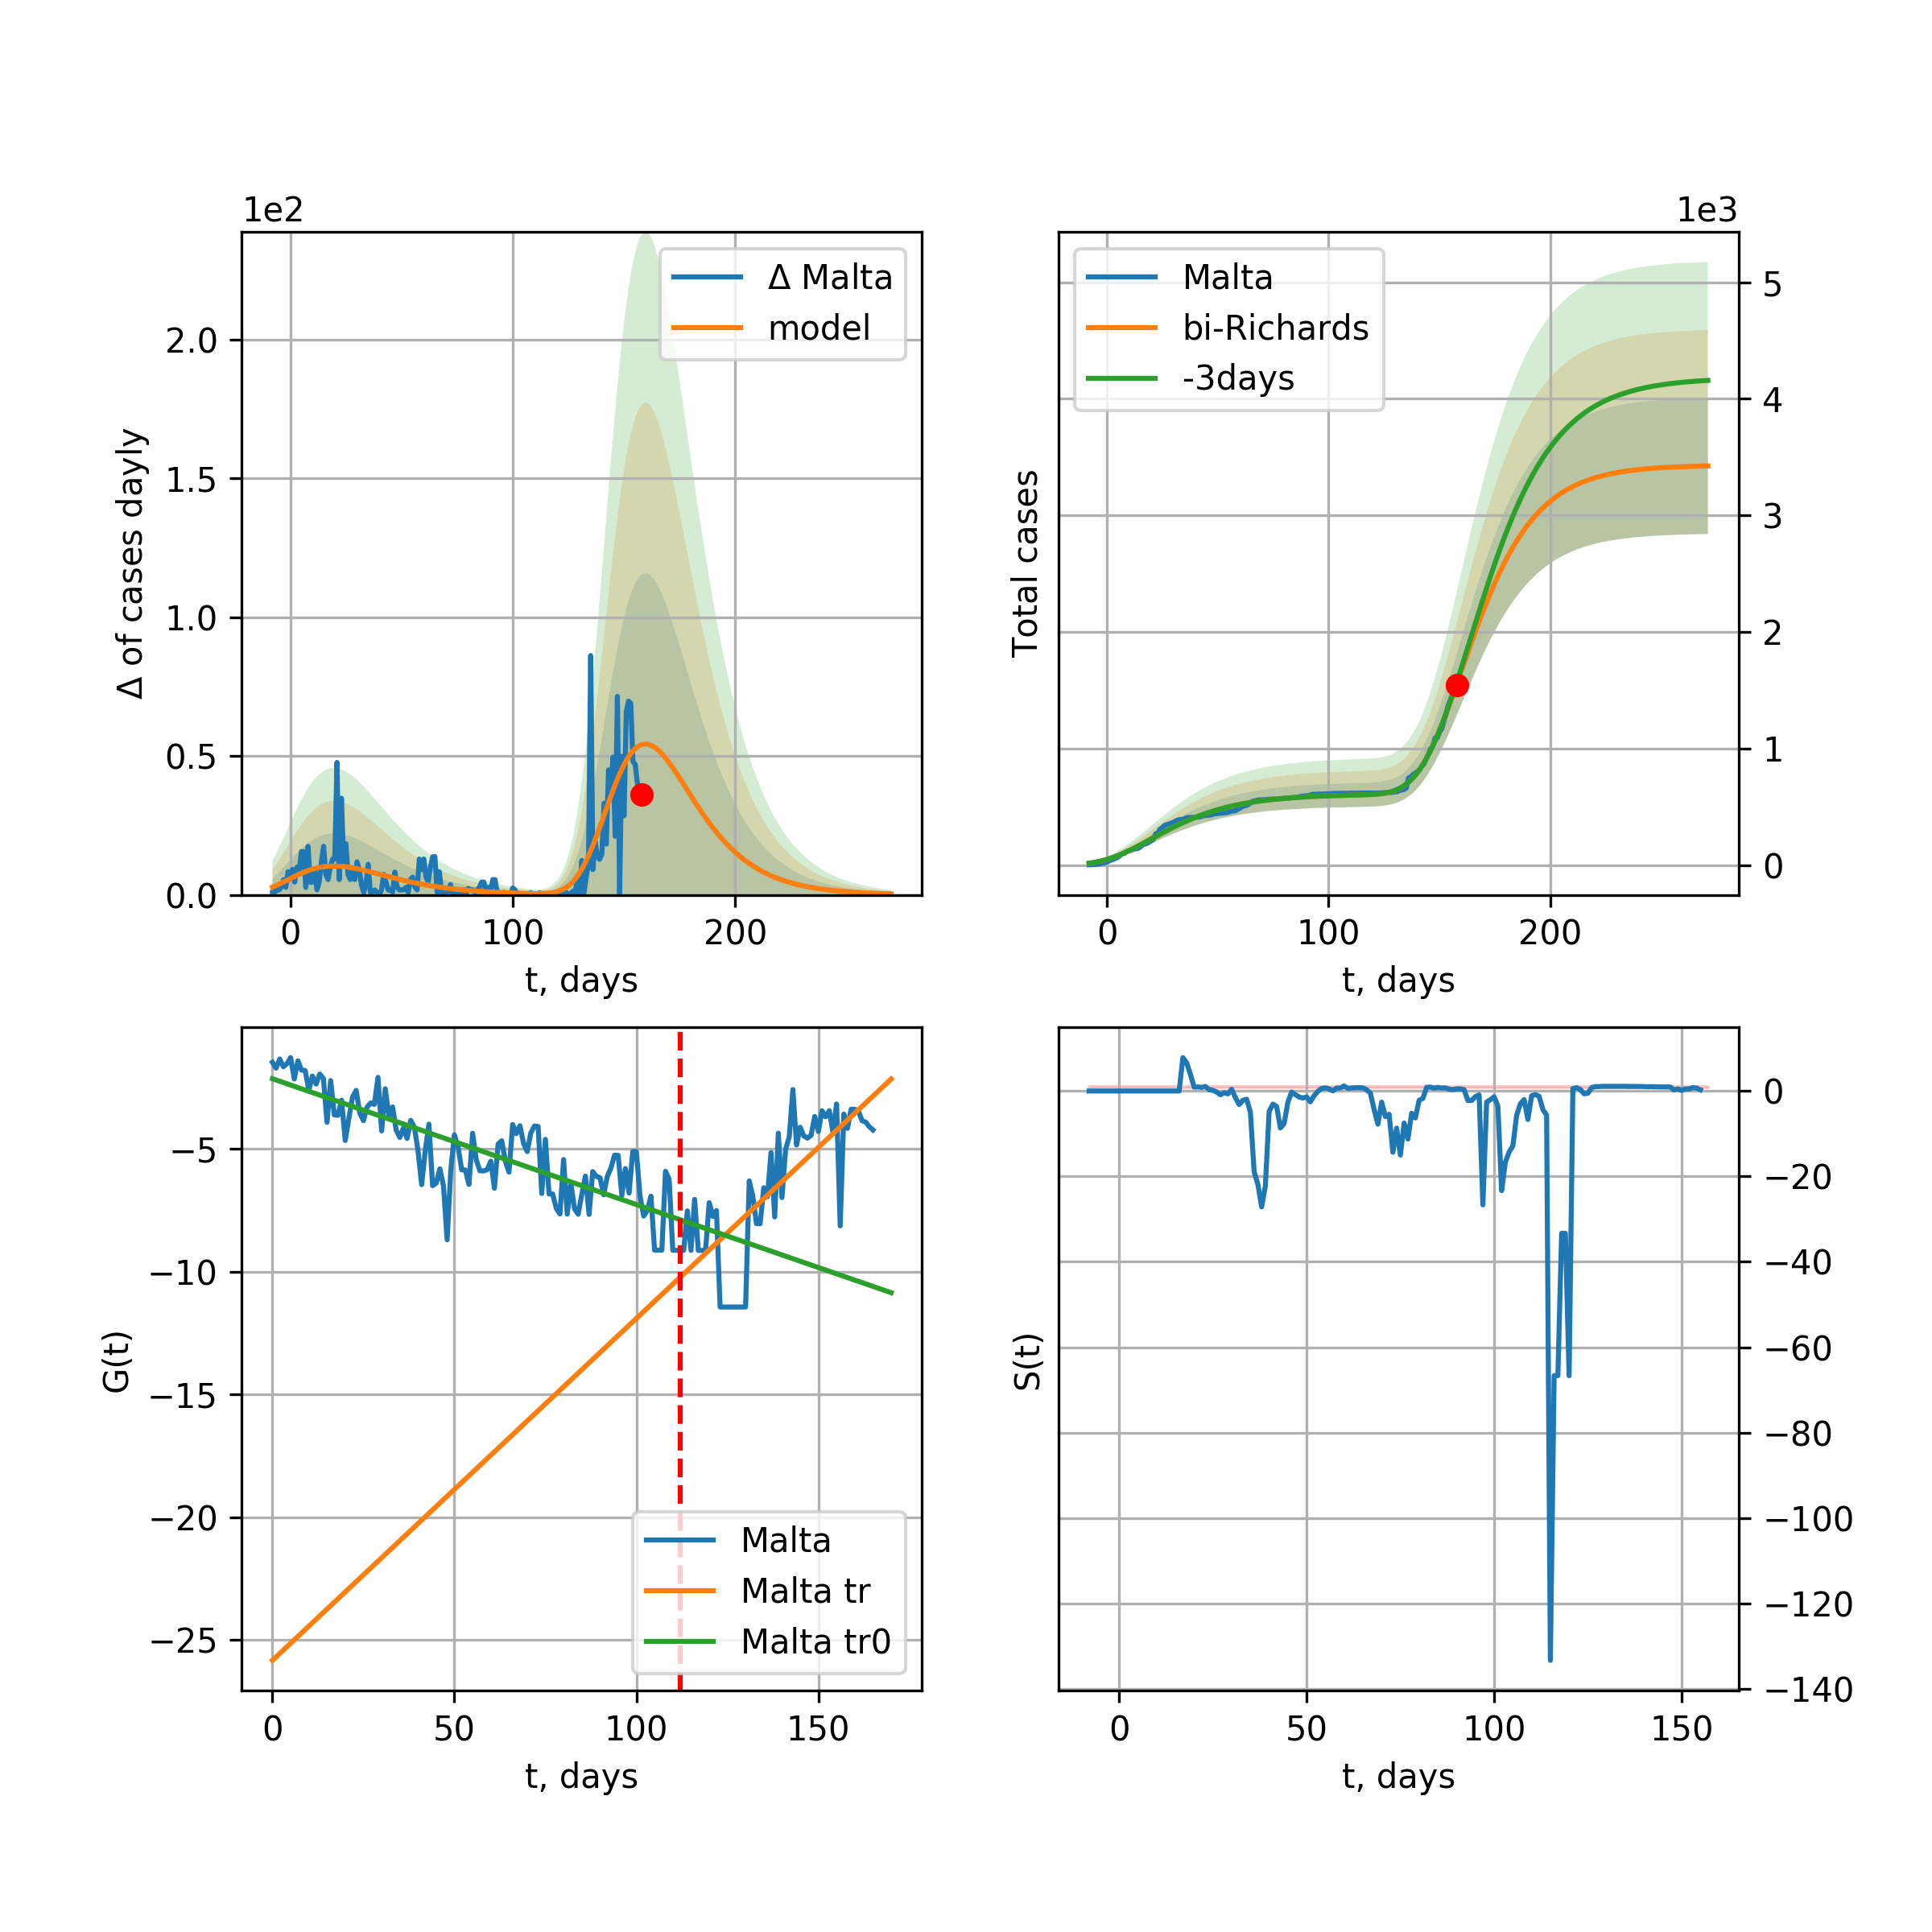 1e2
Δ of cases dayly
2.0
1.5
1.0
0.5
0.0
0 100 200
t, days
Δ Malta
model
1e3
Total cases
5
4
3
2
1
0
0 100 200
t, days
Malta
bi-Richards
-3days
G(t)
−5
−10
−15
−20
−25
0 50 100 150
t, days
Malta
Malta tr
Malta tr0
S(t)
0
−20
−40
−60
−80
−100
−120
−140
0 50 100 150
t, days